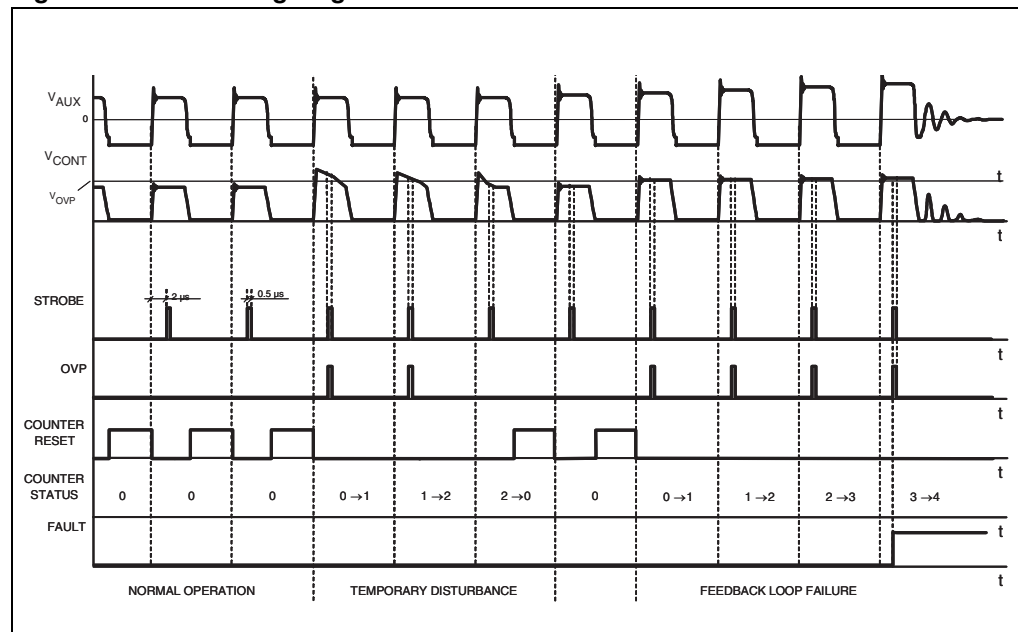 V_AUX
0
V_CONT
t
V_OVP
t
STROBE
2 µs
0.5 µs
t
OVP
t
COUNTER
RESET
t
COUNTER
STATUS
0
0
0
0 →1
1 →2
2 →0
0
0 →1
1 →2
2 →3
3 →4
FAULT
t
t
NORMAL OPERATION
TEMPORARY DISTURBANCE
FEEDBACK LOOP FAILURE